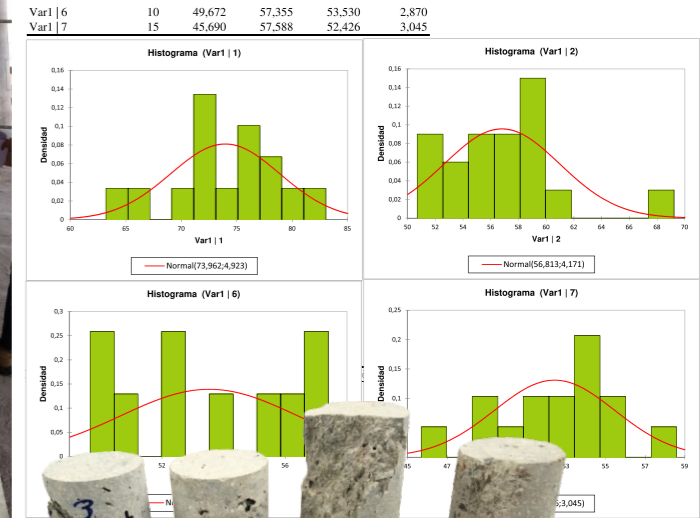 Var1 | 6 10 49,672 57,355 53,530 2,870
Var1 | 7 15 45,690 57,588 52,426 3,045
Histograma (Var1 | 1)
0,16
0,14
0,12
0,1
0,08
0,06
0,04
0,02
0
Densidad
60 65 70 75 80 85
Var1 | 1
Normal(73,962;4,923)
Histograma (Var1 | 2)
0,16
0,14
0,12
0,1
0,08
0,06
0,04
0,02
0
Densidad
50 52 54 56 58 60 62 64 66 68 70
Var1 | 2
Normal(56,813;4,171)
Histograma (Var1 | 6)
0,3
0,25
0,2
0,15
0,1
0,05
0
Densidad
52 56
3
Histograma (Var1 | 7)
0,25
0,2
0,15
0,1
Densidad
45 47 53 55 57 59
;3,045)